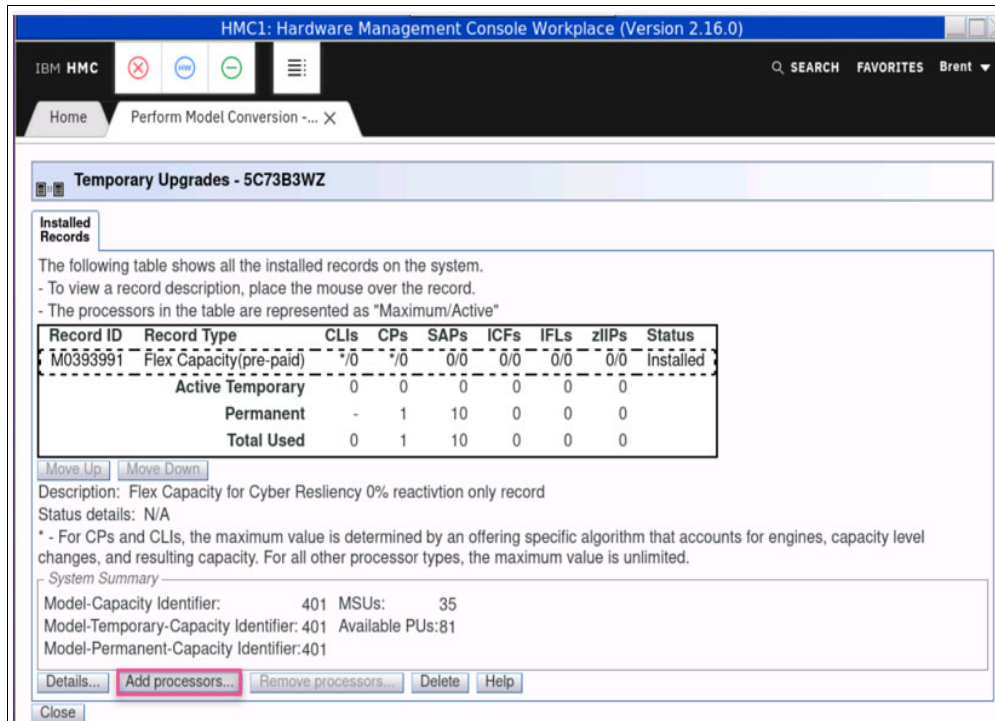 HMC1: Hardware Management Console Workplace (Version 2.16.0)
IBM HMC HW SEARCH FAVORITES Brent
Home Perform Model Conversion -... X
Temporary Upgrades - 5C73B3WZ
Installed
Records
The following table shows all the installed records on the system.
- To view a record description, place the mouse over the record.
- The processors in the table are represented as "Maximum/Active"
Record ID Record Type CLIs CPs SAPs ICFs IFLs zIIPs Status
M0393991 Flex Capacity(pre-paid) */0 */0 0/0 0/0 0/0 0/0 Installed
Active Temporary 0 0 0 0 0 0
Permanent - 1 10 0 0 0
Total Used 0 1 10 0 0 0
Move Up Move Down
Description: Flex Capacity for Cyber Resliency 0% reactivtion only record
Status details: N/A
* - For CPs and CLIs, the maximum value is determined by an offering specific algorithm that accounts for engines, capacity level
changes, and resulting capacity. For all other processor types, the maximum value is unlimited.
System Summary
Model-Capacity Identifier: 401 MSUs: 35
Model-Temporary-Capacity Identifier: 401 Available PUs:81
Model-Permanent-Capacity Identifier:401
Details... Add processors... Remove processors... Delete Help
Close